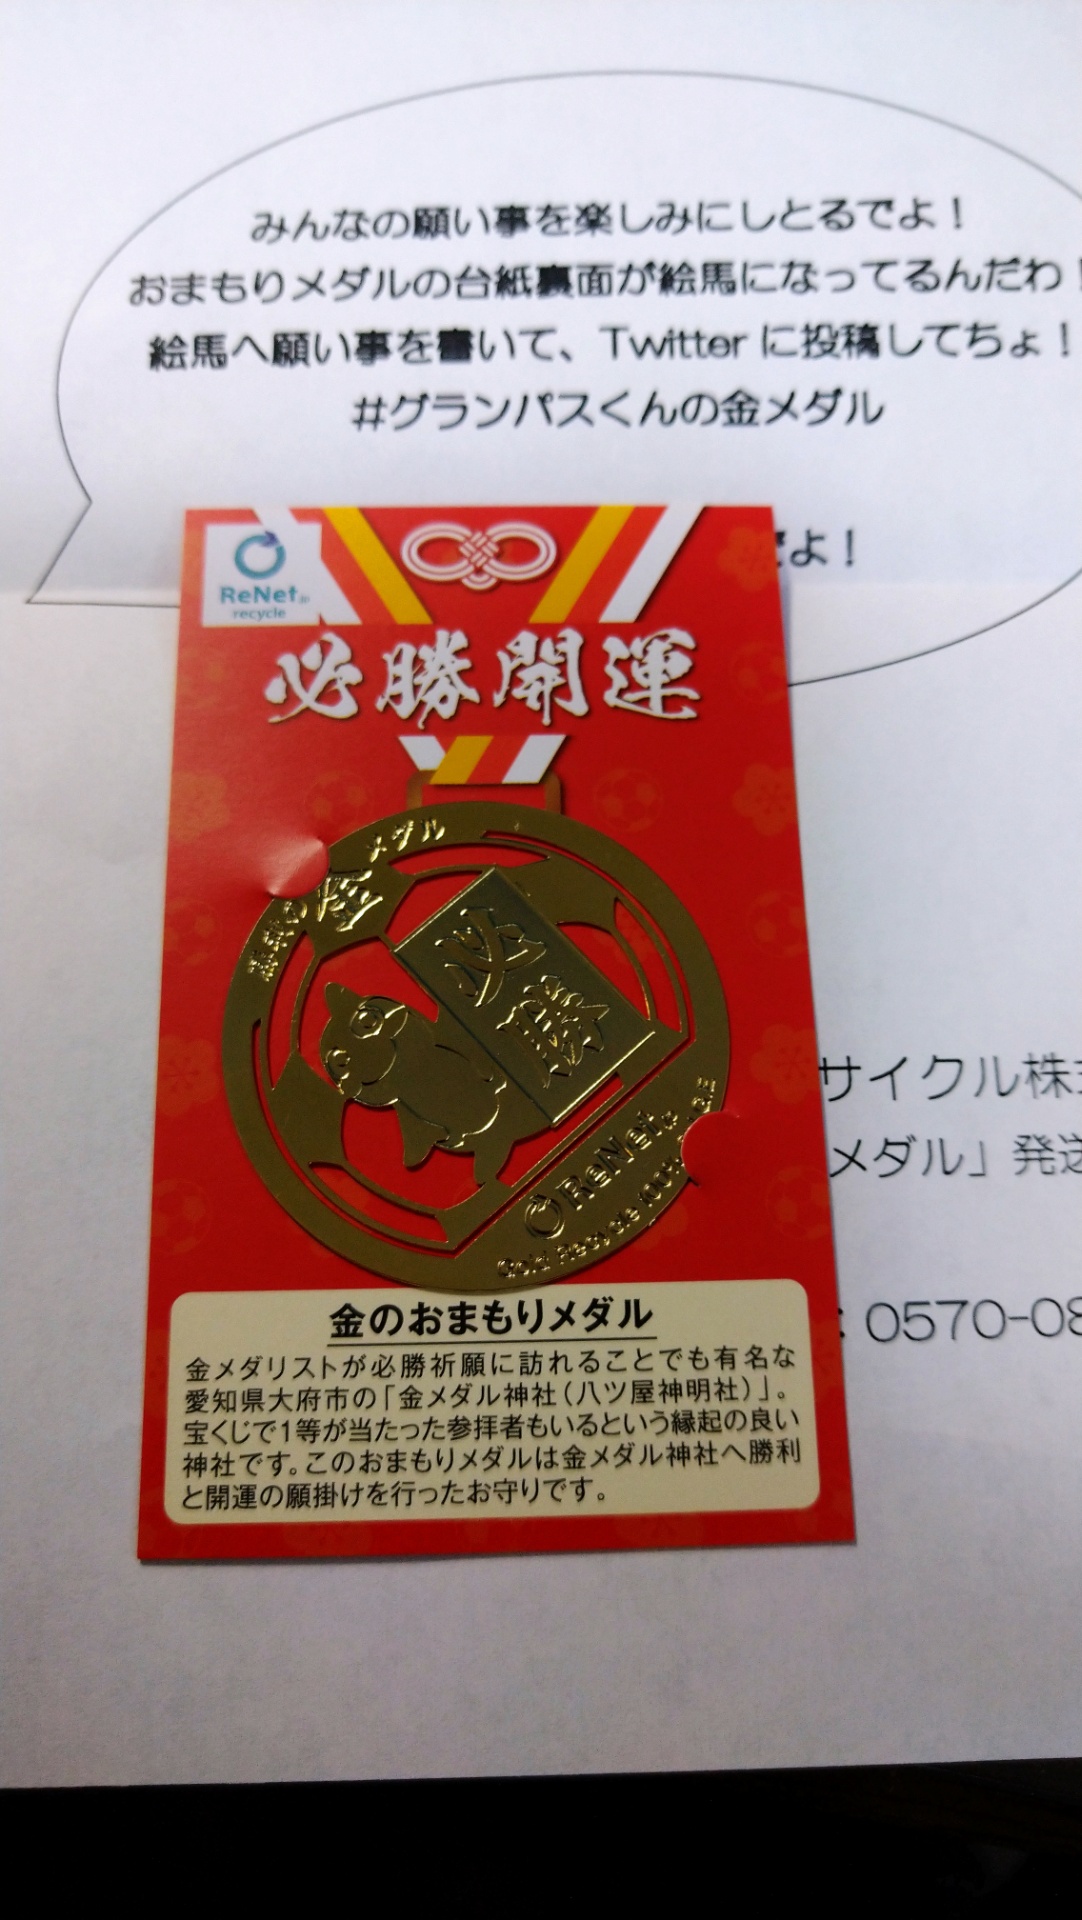 みんなの願い事を楽しみにしとるでよ！
おまもりメダルの台紙裏面が絵馬になってるんだわ！
絵馬へ願い事を書いて、Twitterに投稿してちょ！
#グランパスくんの金メダル
よ！
ReNet.jp
recycle
必勝開運
金メダル
必
勝
ReNet.jp
Gold Recycle 100%
金のおまもりメダル
金メダリストが必勝祈願に訪れることでも有名な
愛知県大府市の「金メダル神社（八ツ屋神明社）」。
宝くじで1等が当たった参拝者もいるという縁起の良い
神社です。このおまもりメダルは金メダル神社へ勝利
と開運の願掛けを行ったお守りです。
サイクル株
メダル」発送
: 0570-08